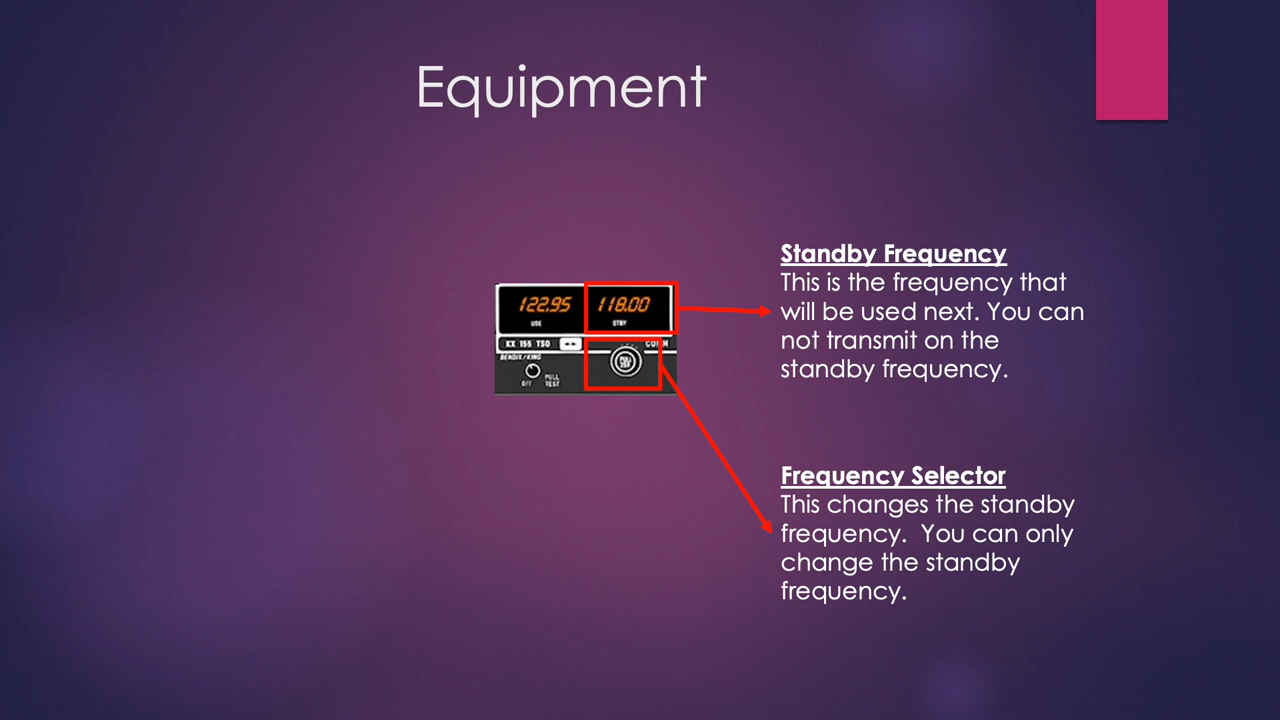 Equipment
Standby Frequency
This is the frequency that
will be used next. You can
not transmit on the
standby frequency.
122.95 118.00
USE STBY
KX 155 TSO COMM
BENDIX/KING
OFF PULL
TEST
Frequency Selector
This changes the standby
frequency.  You can only
change the standby
frequency.